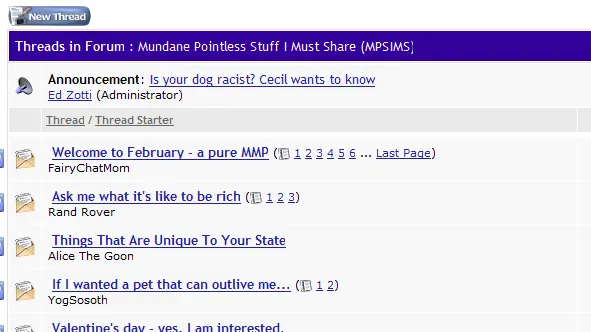 New Thread
Threads in Forum : Mundane Pointless Stuff I Must Share (MPSIMS)
Announcement: Is your dog racist? Cecil wants to know
Ed Zotti (Administrator)
Thread / Thread Starter
Welcome to February - a pure MMP ( 1 2 3 4 5 6 ... Last Page)
FairyChatMom
Ask me what it's like to be rich ( 1 2 3)
Rand Rover
Things That Are Unique To Your State
Alice The Goon
If I wanted a pet that can outlive me... ( 1 2)
YogSosoth
Valentine's day - yes, I am interested.